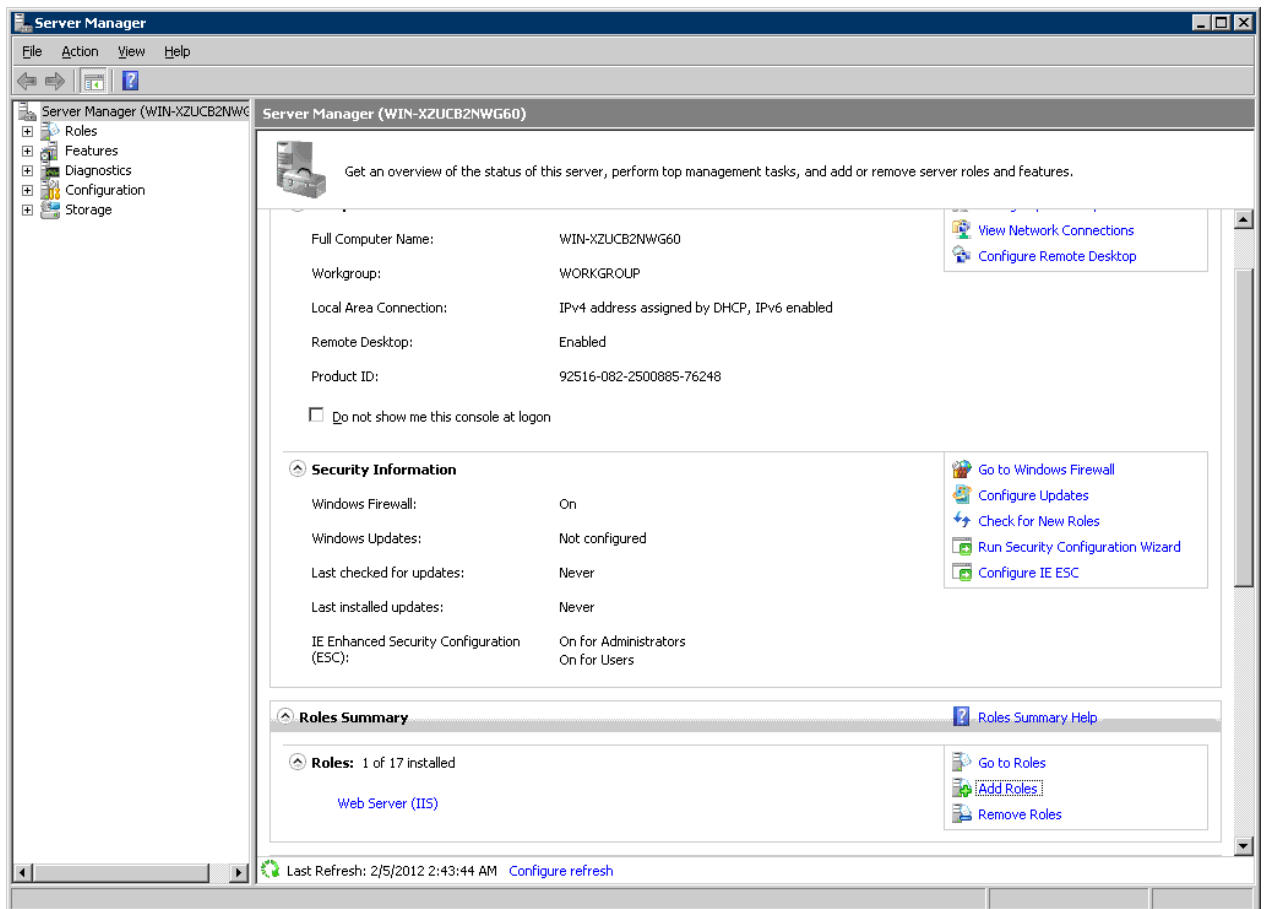 Server Manager
File Action View Help
Server Manager (WIN-XZUCB2NWG
Roles
Features
Diagnostics
Configuration
Storage
Server Manager (WIN-XZUCB2NWG60)
Get an overview of the status of this server, perform top management tasks, and add or remove server roles and features.
Full Computer Name: WIN-XZUCB2NWG60
Workgroup: WORKGROUP
Local Area Connection: IPv4 address assigned by DHCP, IPv6 enabled
Remote Desktop: Enabled
Product ID: 92516-082-2500885-76248
Do not show me this console at logon
View Network Connections
Configure Remote Desktop
Security Information
Windows Firewall: On
Windows Updates: Not configured
Last checked for updates: Never
Last installed updates: Never
IE Enhanced Security Configuration On for Administrators
(ESC): On for Users
Go to Windows Firewall
Configure Updates
Check for New Roles
Run Security Configuration Wizard
Configure IE ESC
Roles Summary
Roles Summary Help
Roles: 1 of 17 installed
Web Server (IIS)
Go to Roles
Add Roles
Remove Roles
Last Refresh: 2/5/2012 2:43:44 AM Configure refresh